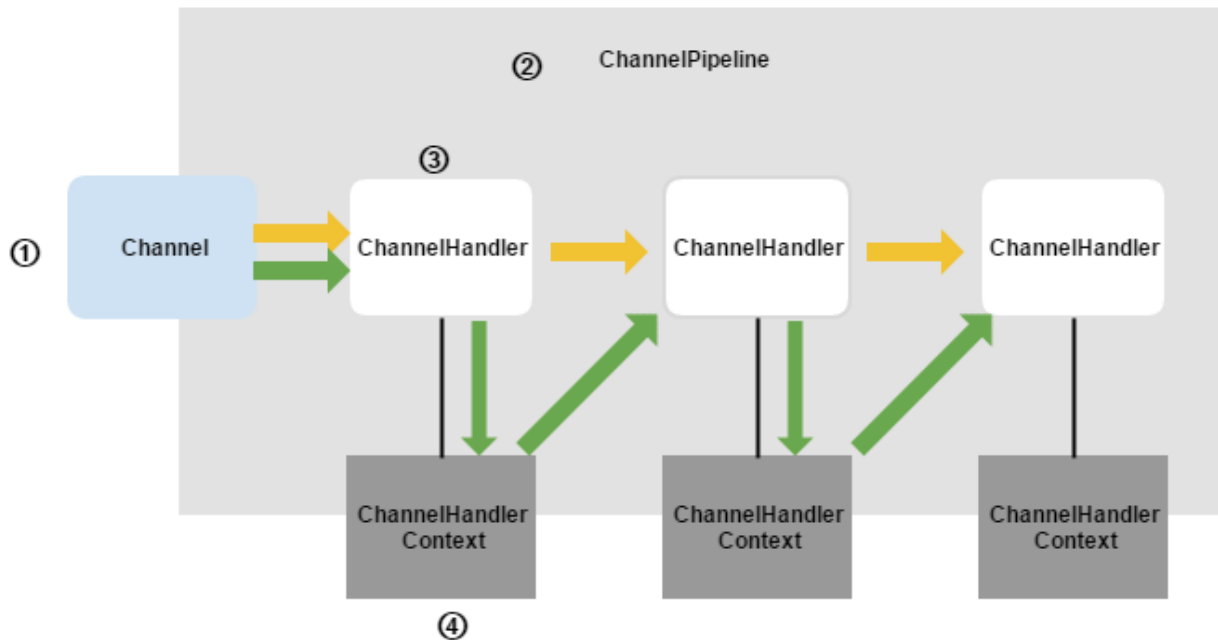 ② ChannelPipeline
③
① Channel
ChannelHandler
ChannelHandler
ChannelHandler
ChannelHandler
Context
ChannelHandler
Context
ChannelHandler
Context
④